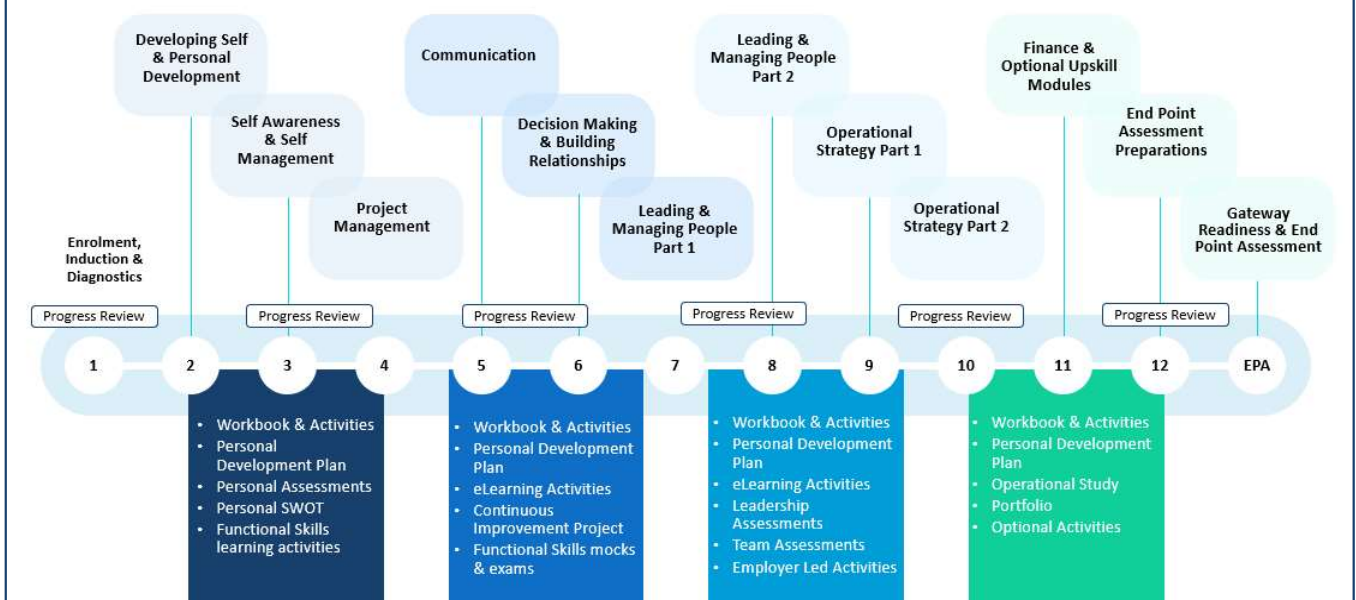 Developing Self
& Personal
Development
Self Awareness
& Self
Management
Project
Management
Communication
Decision Making
& Building
Relationships
Leading &
Managing People
Part 1
Leading &
Managing People
Part 2
Operational
Strategy Part 1
Operational
Strategy Part 2
Finance &
Optional Upskill
Modules
End Point
Assessment
Preparations
Gateway
Readiness & End
Point Assessment
Enrolment,
Induction &
Diagnostics
Progress Review
Progress Review
Progress Review
Progress Review
Progress Review
Progress Review
1
2
3
4
5
6
7
8
9
10
11
12
EPA
• Workbook & Activities
• Personal
Development Plan
• Personal Assessments
• Personal SWOT
• Functional Skills
learning activities
• Workbook & Activities
• Personal Development
Plan
• eLearning Activities
• Continuous
Improvement Project
• Functional Skills mocks
& exams
• Workbook & Activities
• Personal Development
Plan
• eLearning Activities
• Leadership
Assessments
• Team Assessments
• Employer Led Activities
• Workbook & Activities
• Personal Development
Plan
• Operational Study
• Portfolio
• Optional Activities